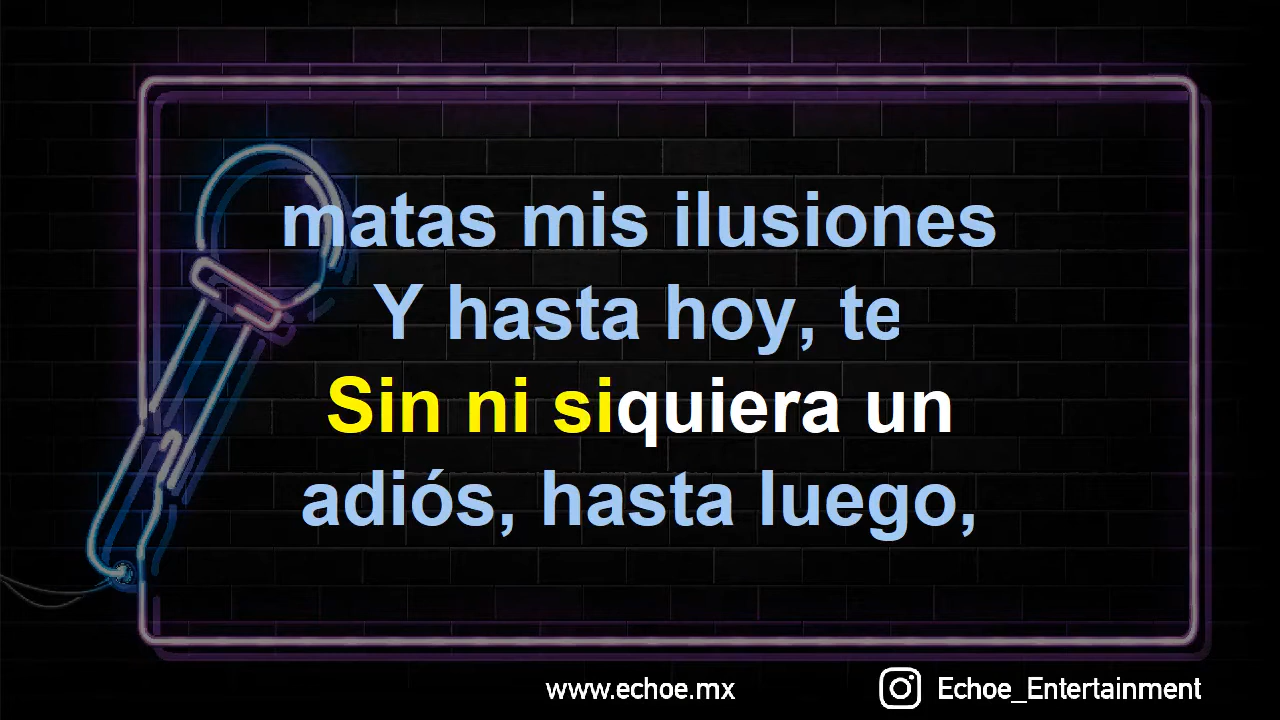 matas mis ilusiones
Y hasta hoy, te
Sin ni siquiera un
adiós, hasta luego,
www.echoe.mx
Echoe_Entertainment